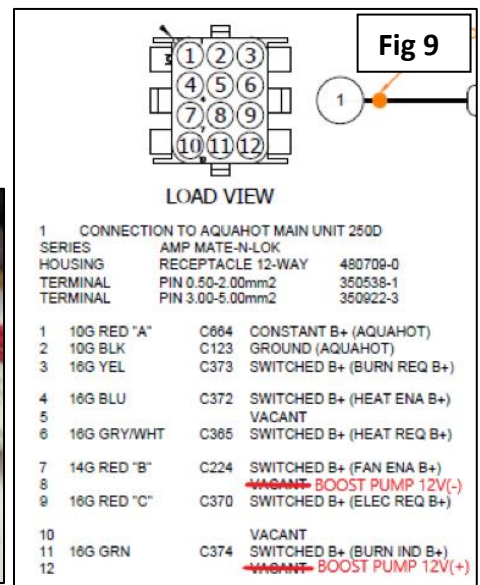 Fig 9
1 2 3
4 5 6
7 8 9
10 11 12
1
LOAD VIEW
1 CONNECTION TO AQUAHOT MAIN UNIT 250D
SERIES AMP MATE-N-LOK
HOUSING RECEPTACLE 12-WAY 480709-0
TERMINAL PIN 0.50-2.00mm2 350538-1
TERMINAL PIN 3.00-5.00mm2 350922-3
1 10G RED "A" C664 CONSTANT B+ (AQUAHOT)
2 10G BLK C123 GROUND (AQUAHOT)
3 16G YEL C373 SWITCHED B+ (BURN REQ B+)
4 16G BLU C372 SWITCHED B+ (HEAT ENA B+)
5 VACANT
6 16G GRY/WHT C365 SWITCHED B+ (HEAT REQ B+)
7 14G RED "B" C224 SWITCHED B+ (FAN ENA B+)
8 VACANT BOOST PUMP 12V(-)
9 16G RED "C" C370 SWITCHED B+ (ELEC REQ B+)
10 VACANT
11 16G GRN C374 SWITCHED B+ (BURN IND B+)
12 VACANT BOOST PUMP 12V(+)